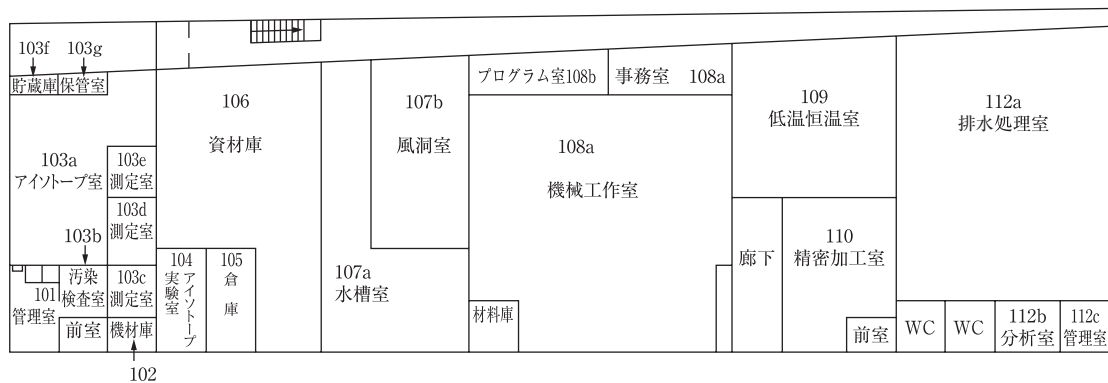 103f
103g
貯蔵庫
保管室
103a
アイソトープ室
103e
測定室
103d
測定室
103b
汚染
検査室
103c
測定室
101
管理室
前室
機材庫
102
106
資材庫
104
アイソトープ
実験室
105
倉庫
107a
水槽室
107b
風洞室
プログラム室108b
事務室 108a
108a
機械工作室
材料庫
109
低温恒温室
廊下
110
精密加工室
前室
112a
排水処理室
WC
WC
112b
分析室
112c
管理室